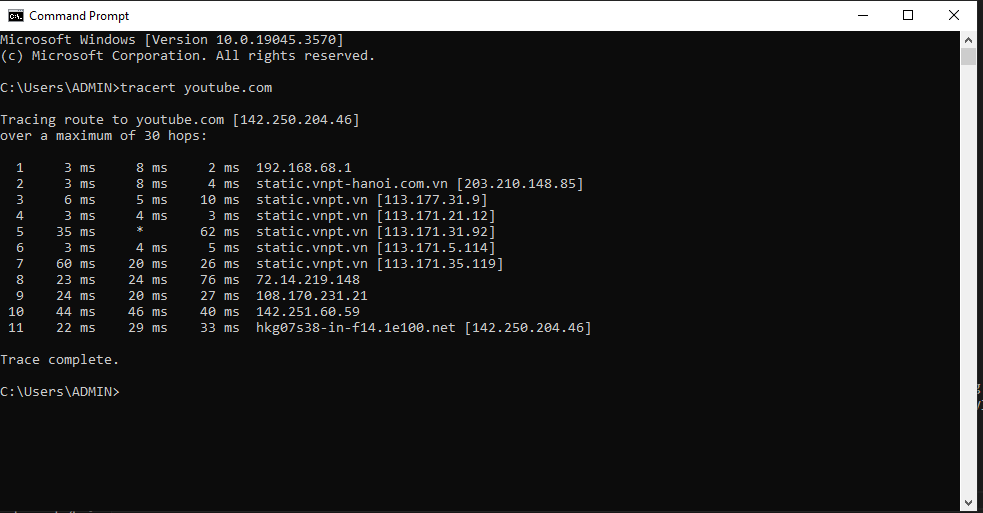 Command Prompt
Microsoft Windows [Version 10.0.19045.3570]
(c) Microsoft Corporation. All rights reserved.
C:\Users\ADMIN>tracert youtube.com
Tracing route to youtube.com [142.250.204.46]
over a maximum of 30 hops:
1 3 ms 8 ms 2 ms 192.168.68.1
2 3 ms 8 ms 4 ms static.vnpt-hanoi.com.vn [203.210.148.85]
3 6 ms 5 ms 10 ms static.vnpt.vn [113.177.31.9]
4 3 ms 4 ms 3 ms static.vnpt.vn [113.171.21.12]
5 35 ms * 62 ms static.vnpt.vn [113.171.31.92]
6 3 ms 4 ms 5 ms static.vnpt.vn [113.171.5.114]
7 60 ms 20 ms 26 ms static.vnpt.vn [113.171.35.119]
8 23 ms 24 ms 76 ms 72.14.219.148
9 24 ms 20 ms 27 ms 108.170.231.21
10 44 ms 46 ms 40 ms 142.251.60.59
11 22 ms 29 ms 33 ms hkg07s38-in-f14.1e100.net [142.250.204.46]
Trace complete.
C:\Users\ADMIN>